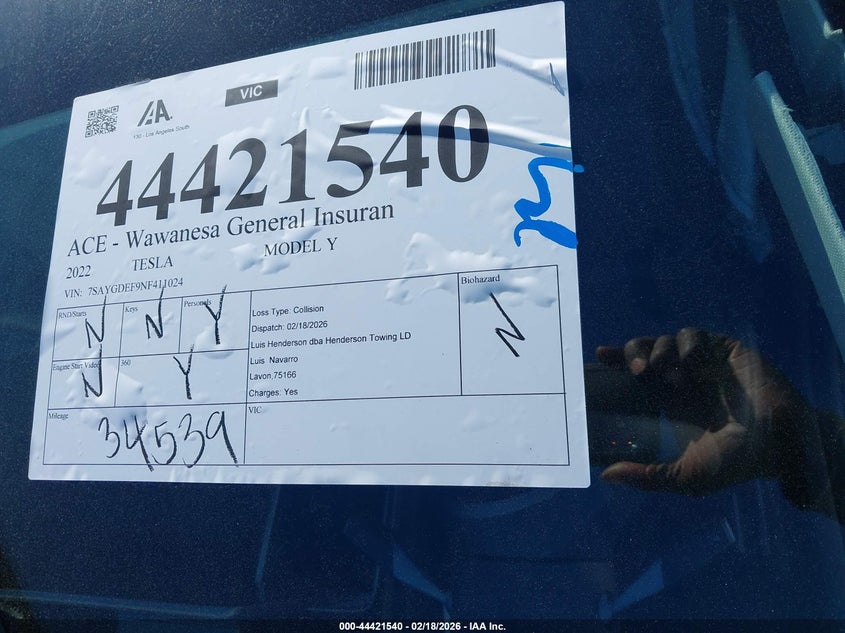 IAA
130 - Los Angeles South
VIC
44421540
ACE - Wawanesa General Insuran
2022 TESLA MODEL Y
VIN: 7SAYGDEF9NF411024
RND/Starts N
Keys N
Personals Y
Engine Start Video N
360 Y
Mileage 34539
Loss Type: Collision
Dispatch: 02/18/2026
Luis Henderson dba Henderson Towing LD
Luis Navarro
Lavon,75166
Charges: Yes
Biohazard N
VIC
000-44421540 - 02/18/2026 - IAA Inc.